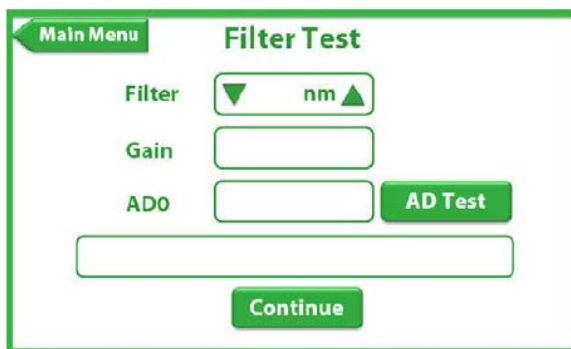 Main Menu
Filter Test
Filter
nm
Gain
AD0
AD Test
Continue